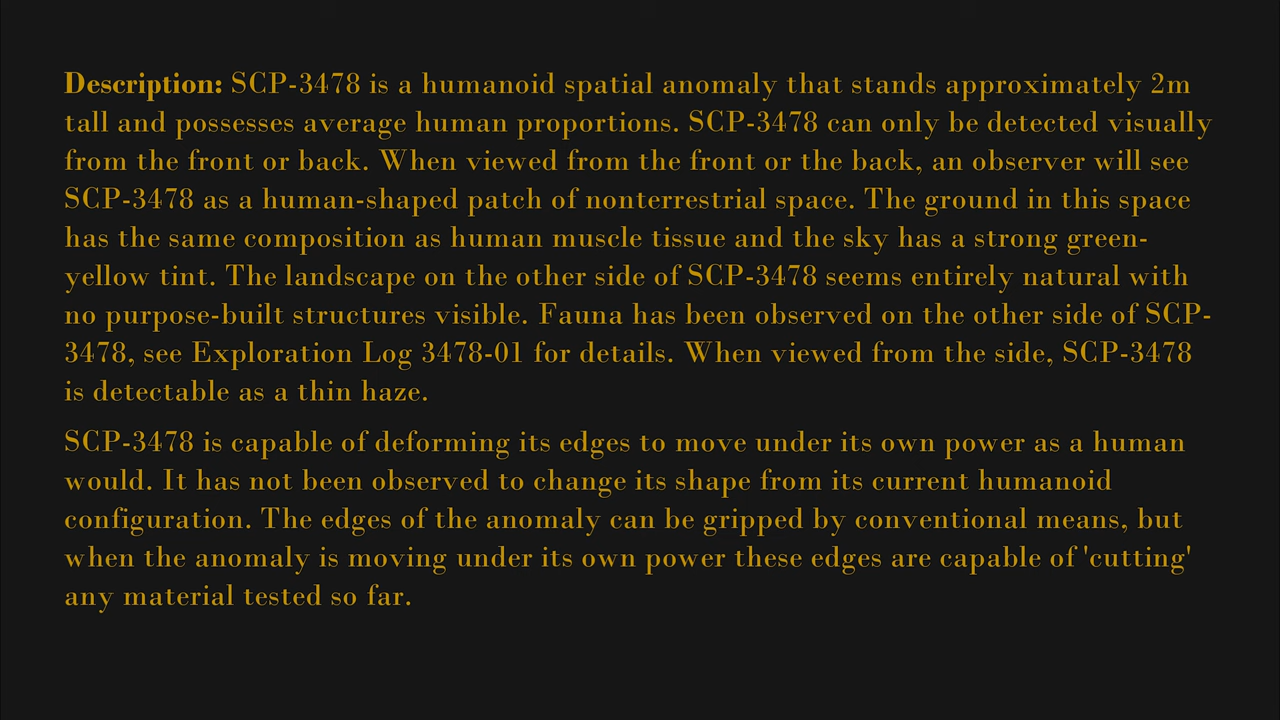 Description: SCP-3478 is a humanoid spatial anomaly that stands approximately 2m
tall and possesses average human proportions. SCP-3478 can only be detected visually
from the front or back. When viewed from the front or the back, an observer will see
SCP-3478 as a human-shaped patch of nonterrestrial space. The ground in this space
has the same composition as human muscle tissue and the sky has a strong green-
yellow tint. The landscape on the other side of SCP-3478 seems entirely natural with
no purpose-built structures visible. Fauna has been observed on the other side of SCP-
3478, see Exploration Log 3478-01 for details. When viewed from the side, SCP-3478
is detectable as a thin haze.
SCP-3478 is capable of deforming its edges to move under its own power as a human
would. It has not been observed to change its shape from its current humanoid
configuration. The edges of the anomaly can be gripped by conventional means, but
when the anomaly is moving under its own power these edges are capable of 'cutting'
any material tested so far.